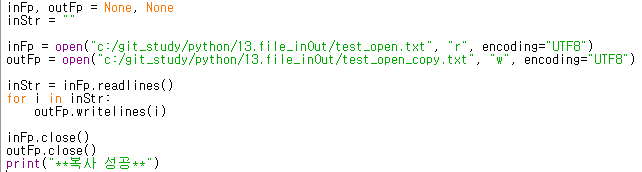 inFp, outFp = None, None
inStr = ""
inFp = open("c:/git_study/python/13.file_inOut/test_open.txt", "r", encoding="UTF8")
outFp = open("c:/git_study/python/13.file_inOut/test_open_copy.txt", "w", encoding="UTF8")
inStr = inFp.readlines()
for i in inStr:
    outFp.writelines(i)
inFp.close()
outFp.close()
print("**복사 성공**")